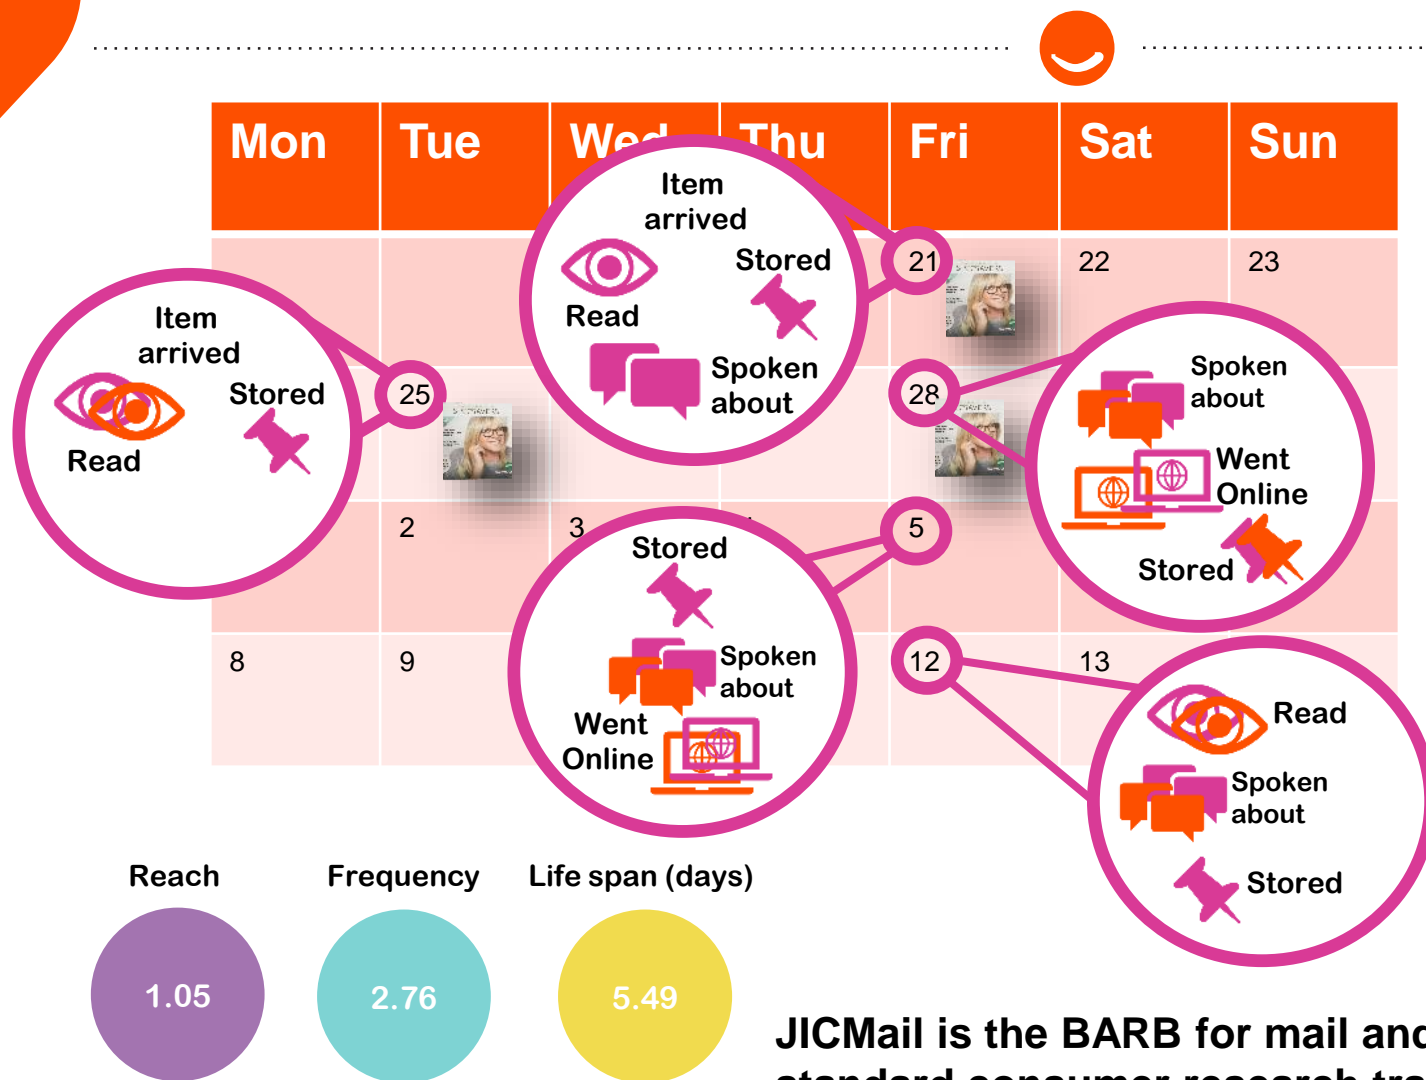 Mon Tue Wed Thu Fri Sat Sun
Item
arrived
Read
Stored
Spoken
about
21
22
23
Item
arrived
Stored
Read
25
28
Spoken
about
Went
Online
Stored
2
3
5
Stored
Spoken
about
Went
Online
8
9
12
13
Read
Spoken
about
Stored
Reach
Frequency
Life span (days)
1.05
2.76
5.49
JICMail is the BARB for mail and
standard consumer research